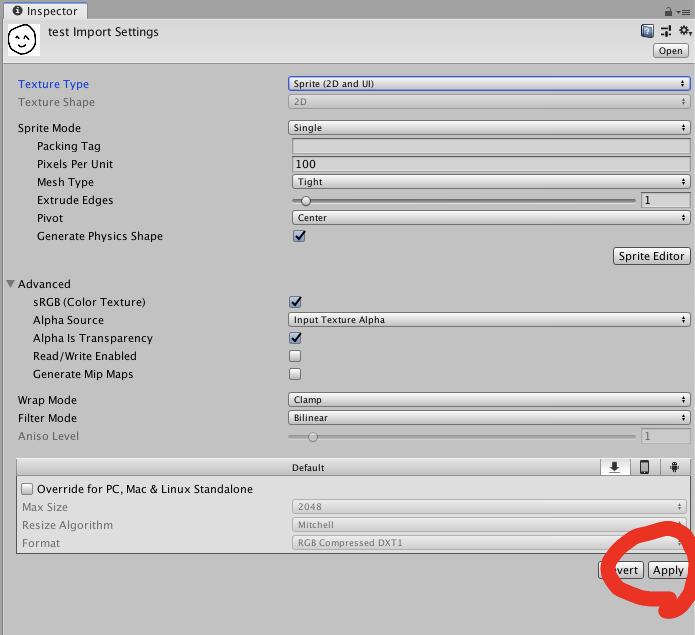 Inspector
test Import Settings
Open
Texture Type Sprite (2D and UI)
Texture Shape 2D
Sprite Mode Single
Packing Tag
Pixels Per Unit 100
Mesh Type Tight
Extrude Edges 1
Pivot Center
Generate Physics Shape
Sprite Editor
Advanced
sRGB (Color Texture)
Alpha Source Input Texture Alpha
Alpha Is Transparency
Read/Write Enabled
Generate Mip Maps
Wrap Mode Clamp
Filter Mode Bilinear
Aniso Level 1
Default
Override for PC, Mac & Linux Standalone
Max Size 2048
Resize Algorithm Mitchell
Format RGB Compressed DXT1
Apply